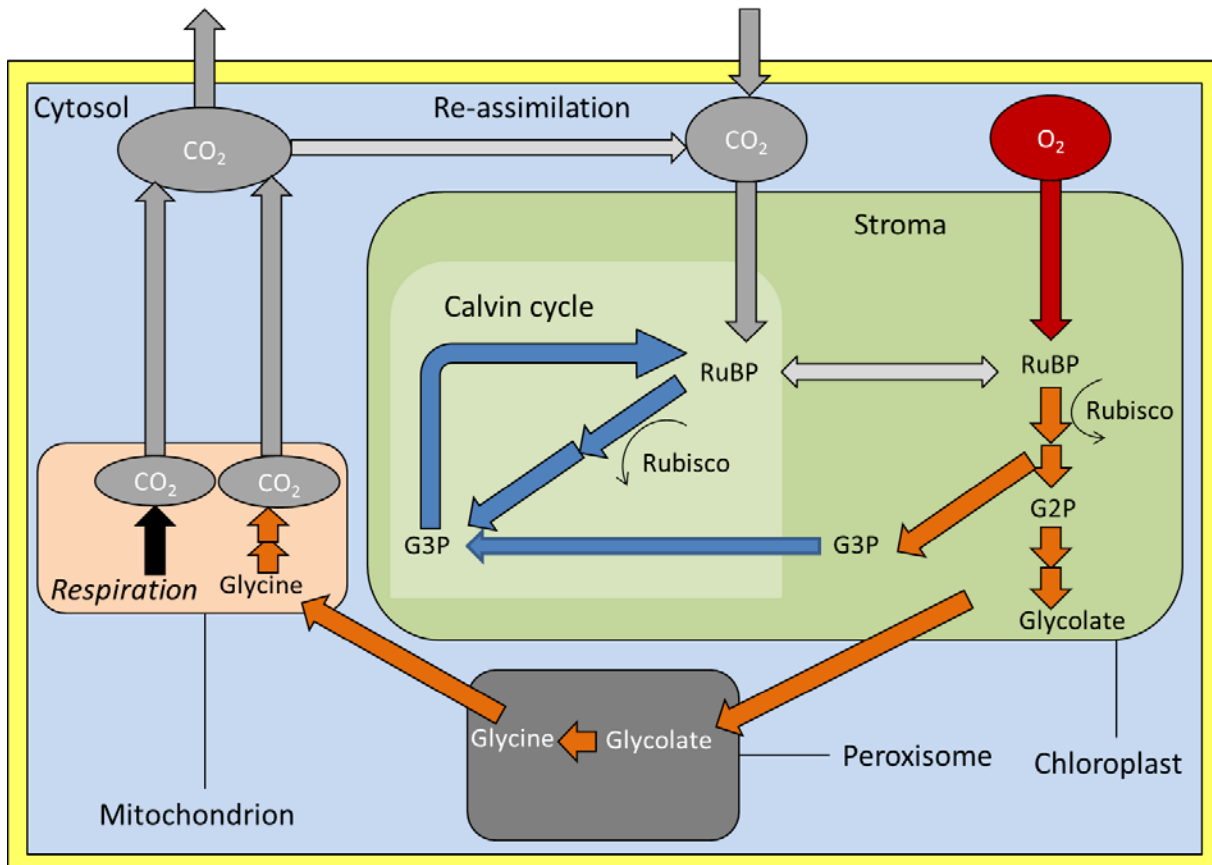 Cytosol
Re-assimilation
CO₂
CO₂
O₂
Stroma
Calvin cycle
RuBP
RuBP
Rubisco
Rubisco
CO₂
CO₂
G2P
G3P
G3P
Respiration
Glycine
Glycolate
Glycine
Glycolate
Peroxisome
Chloroplast
Mitochondrion